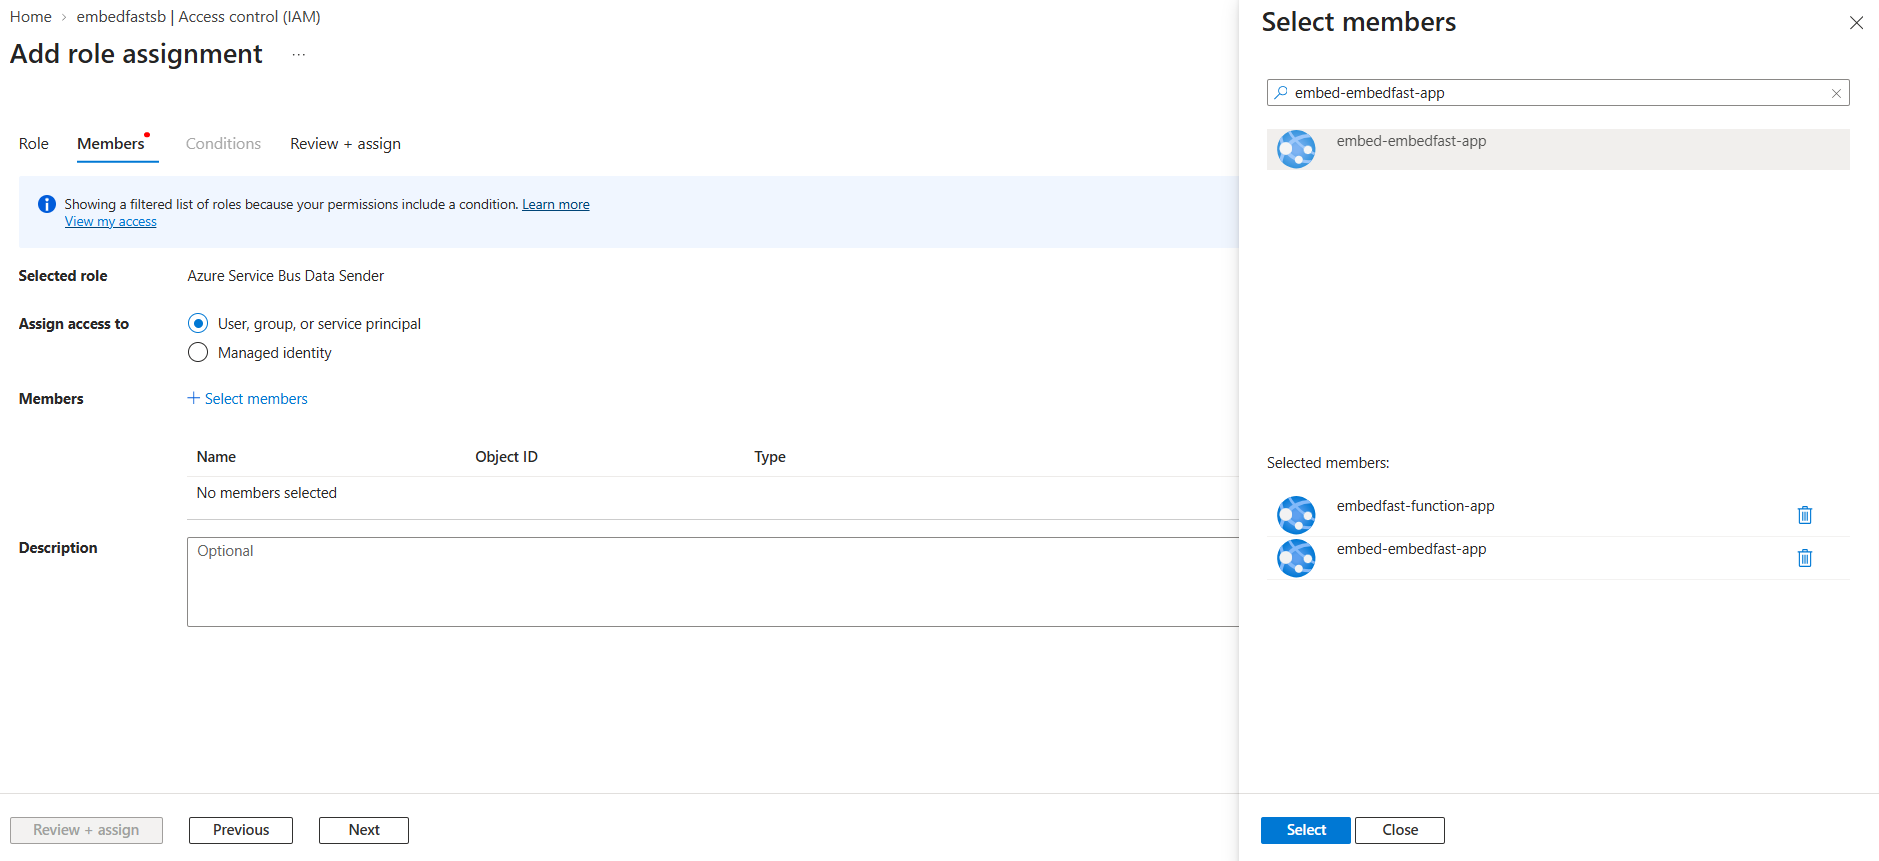 Home > embedfastsb | Access control (IAM)
Add role assignment ...
Role Members Conditions Review + assign
Showing a filtered list of roles because your permissions include a condition. Learn more
View my access
Selected role Azure Service Bus Data Sender
Assign access to User, group, or service principal
Managed identity
Members + Select members
Name Object ID Type
No members selected
Description Optional
Review + assign Previous Next
Select members
embed-embedfast-app
embed-embedfast-app
Selected members:
embedfast-function-app
embed-embedfast-app
Select Close